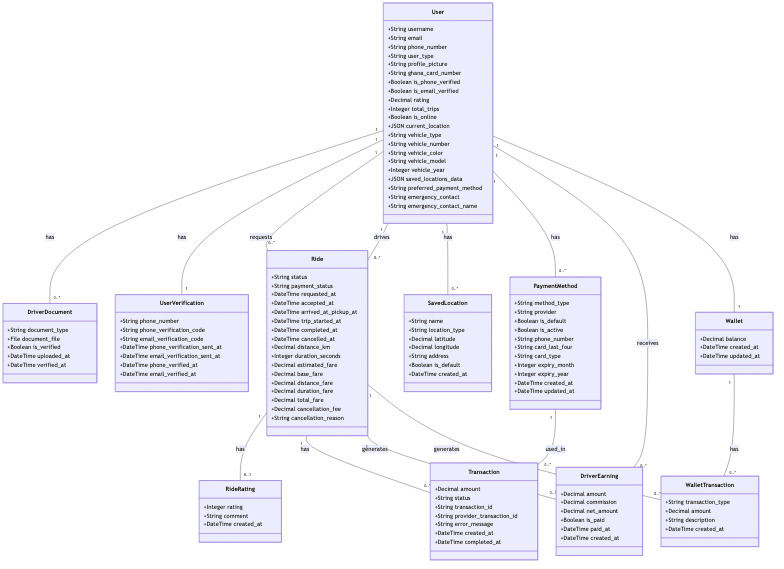 User
+String username
+String email
+String phone_number
+String user_type
+String profile_picture
+String ghana_card_number
+Boolean is_phone_verified
+Boolean is_email_verified
+Decimal rating
+Integer total_trips
+Boolean is_online
+JSON current_location
+String vehicle_type
+String vehicle_number
+String vehicle_color
+String vehicle_model
+Integer vehicle_year
+JSON saved_locations_data
+String preferred_payment_method
+String emergency_contact
+String emergency_contact_name
1
1
1
1
1
1
1
1
has
has
requests
drives
has
has
has
0..*
1
0..*
0..*
0..*
0..*
1
receives
DriverDocument
+String document_type
+File document_file
+Boolean is_verified
+DateTime uploaded_at
+DateTime verified_at
UserVerification
+String phone_number
+String phone_verification_code
+String email_verification_code
+DateTime phone_verification_sent_at
+DateTime email_verification_sent_at
+DateTime phone_verified_at
+DateTime email_verified_at
Ride
+String status
+String payment_status
+DateTime requested_at
+DateTime accepted_at
+DateTime arrived_at_pickup_at
+DateTime trip_started_at
+DateTime completed_at
+DateTime cancelled_at
+Decimal distance_km
+Integer duration_seconds
+Decimal estimated_fare
+Decimal base_fare
+Decimal distance_fare
+Decimal duration_fare
+Decimal total_fare
+Decimal cancellation_fee
+String cancellation_reason
SavedLocation
+String name
+String location_type
+Decimal latitude
+Decimal longitude
+String address
+Boolean is_default
+DateTime created_at
PaymentMethod
+String method_type
+String provider
+Boolean is_default
+Boolean is_active
+String phone_number
+String card_last_four
+String card_type
+Integer expiry_month
+Integer expiry_year
+DateTime created_at
+DateTime updated_at
Wallet
+Decimal balance
+DateTime created_at
+DateTime updated_at
1
1
1
1
1
1
has
has
generates
generates
used_in
has
0..1
0..*
0..*
0..*
0..*
0..*
RideRating
+Integer rating
+String comment
+DateTime created_at
Transaction
+Decimal amount
+String status
+String transaction_id
+String provider_transaction_id
+String error_message
+DateTime created_at
+DateTime completed_at
DriverEarning
+Decimal amount
+Decimal commission
+Decimal net_amount
+Boolean is_paid
+DateTime paid_at
+DateTime created_at
WalletTransaction
+String transaction_type
+Decimal amount
+String description
+DateTime created_at